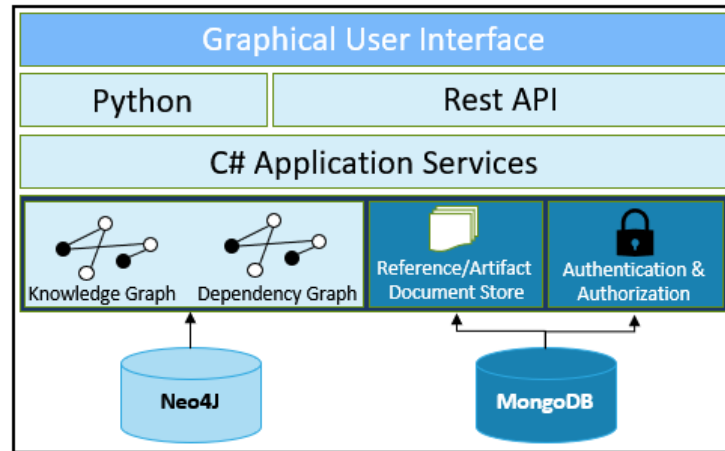 Graphical User Interface
Python
Rest API
C# Application Services
Knowledge Graph
Dependency Graph
Reference/Artifact
Document Store
Authentication &
Authorization
Neo4J
MongoDB